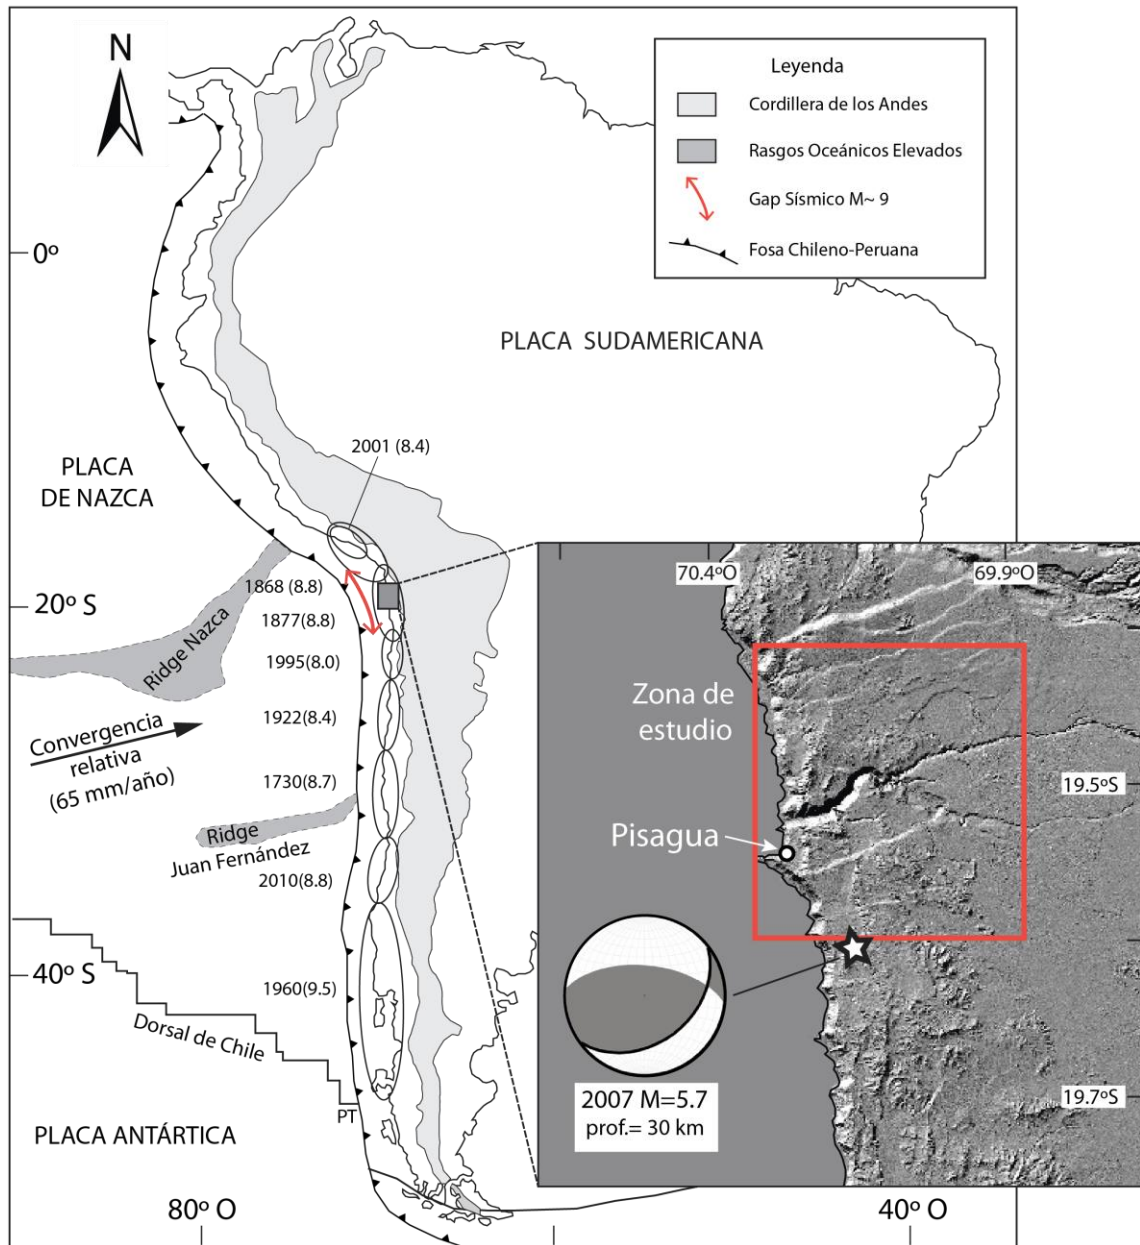 N
Leyenda
Cordillera de los Andes
Rasgos Oceánicos Elevados
Gap Sísmico M~ 9
Fosa Chileno-Peruana
0º
PLACA SUDAMERICANA
2001 (8.4)
PLACA
DE NAZCA
1868 (8.8)
20º S
1877(8.8)
Ridge Nazca
1995(8.0)
1922(8.4)
Convergencia
relativa
(65 mm/año)
1730(8.7)
Ridge
Juan Fernández
2010(8.8)
40º S
1960(9.5)
Dorsal de Chile
PT
PLACA ANTÁRTICA
80º O
40º O
70.4ºO
69.9ºO
Zona de
estudio
19.5ºS
Pisagua
2007 M=5.7
prof.= 30 km
19.7ºS